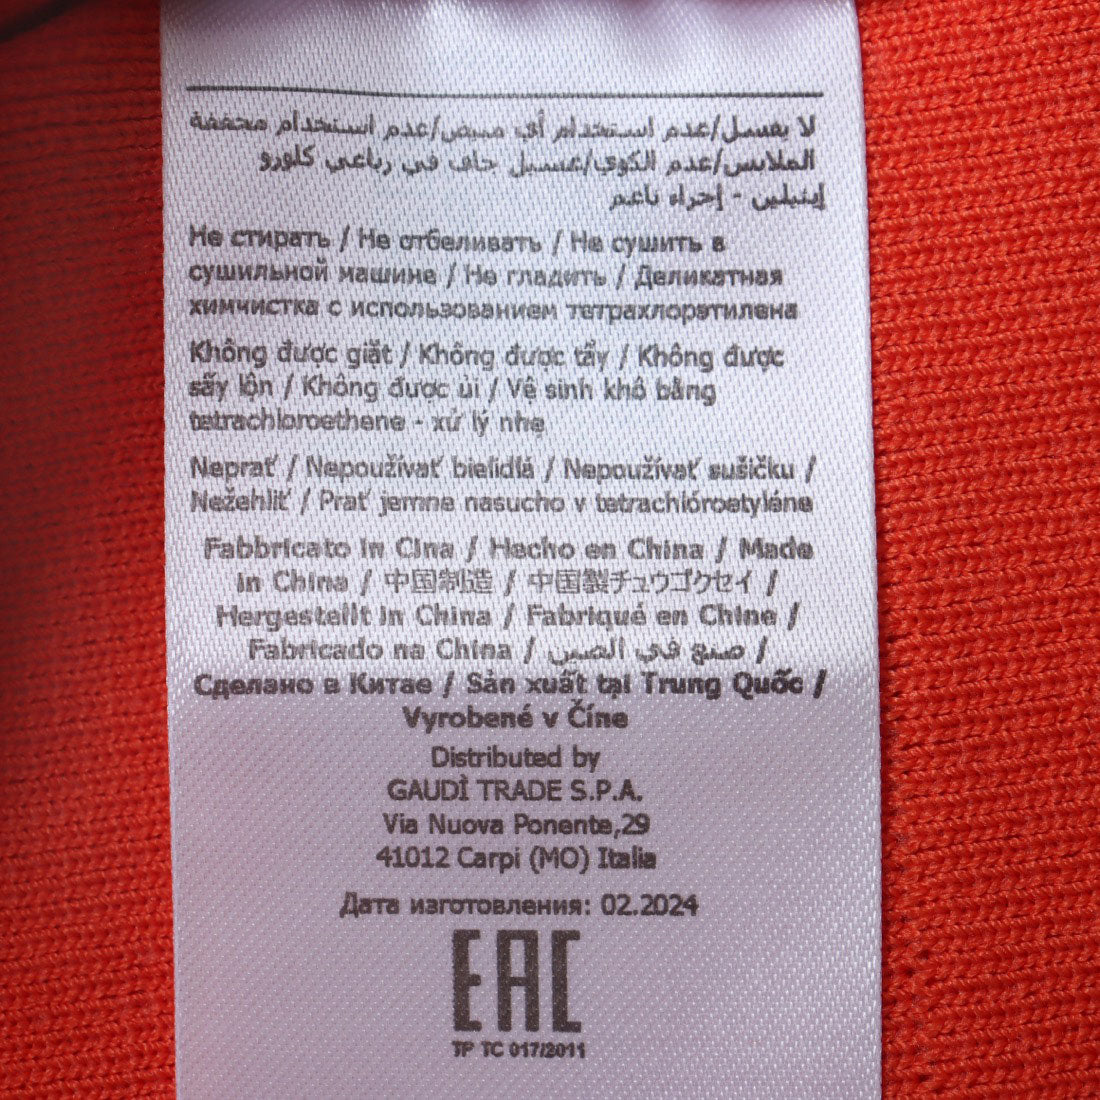 لا يغسل/عدم استخدام أي مبيض/عدم استخدام مجففة
الملابس/عدم الكوي/غسيل جاف في رباعي كلورو
إيثيلين - إجراء ناعم
Не стирать / Не отбеливать / Не сушить в
сушильной машине / Не гладить / Деликатная
химчистка с использованием тетрахлорэтилена
Không được giặt / Không được tẩy / Không được
sấy lộn / Không được ủi / Vệ sinh khô bằng
tetrachloroethene - xử lý nhẹ
Neprať / Nepoužívať bielidlá / Nepoužívať sušičku /
Nežehliť / Prať jemne nasucho v tetrachlóroetyléne
Fabbricato in Cina / Hecho en China / Made
in China / 中国制造 / 中国製チュウゴクセイ /
Hergestellt in China / Fabriqué en Chine /
Fabricado na China / صنع في الصين /
Сделано в Китае / Sản xuất tại Trung Quốc /
Vyrobené v Číne
Distributed by
GAUDÌ TRADE S.P.A.
Via Nuova Ponente,29
41012 Carpi (MO) Italia
Дата изготовления: 02.2024
EAC
ТР ТС 017/2011